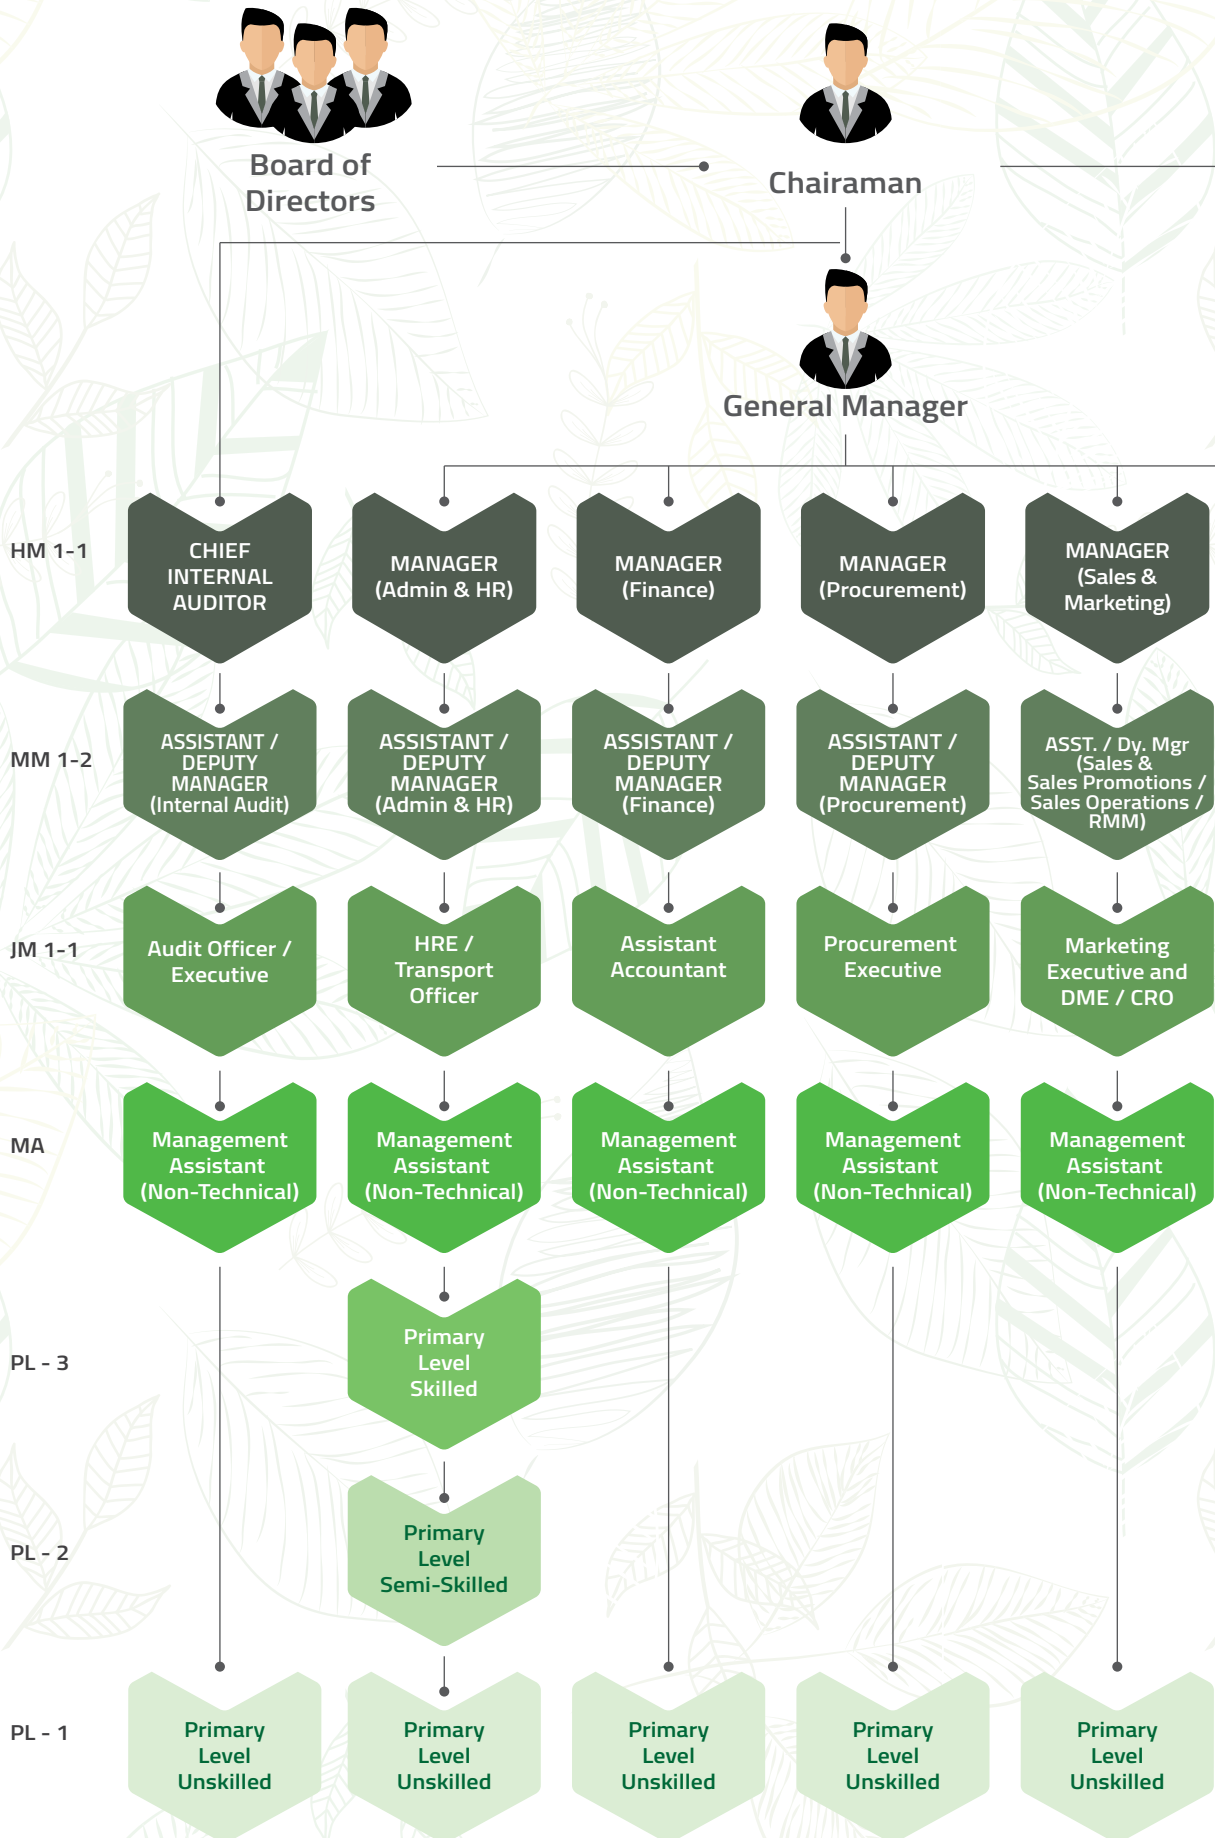 Board of
Directors
Chairaman
General Manager
HM 1-1
CHIEF
INTERNAL
AUDITOR
MANAGER
(Admin & HR)
MANAGER
(Finance)
MANAGER
(Procurement)
MANAGER
(Sales &
Marketing)
MM 1-2
ASSISTANT /
DEPUTY
MANAGER
(Internal Audit)
ASSISTANT /
DEPUTY
MANAGER
(Admin & HR)
ASSISTANT /
DEPUTY
MANAGER
(Finance)
ASSISTANT /
DEPUTY
MANAGER
(Procurement)
ASST. / Dy. Mgr
(Sales &
Sales Promotions /
Sales Operations /
RMM)
JM 1-1
Audit Officer /
Executive
HRE /
Transport
Officer
Assistant
Accountant
Procurement
Executive
Marketing
Executive and
DME / CRO
MA
Management
Assistant
(Non-Technical)
Management
Assistant
(Non-Technical)
Management
Assistant
(Non-Technical)
Management
Assistant
(Non-Technical)
Management
Assistant
(Non-Technical)
PL - 3
Primary
Level
Skilled
PL - 2
Primary
Level
Semi-Skilled
PL - 1
Primary
Level
Unskilled
Primary
Level
Unskilled
Primary
Level
Unskilled
Primary
Level
Unskilled
Primary
Level
Unskilled